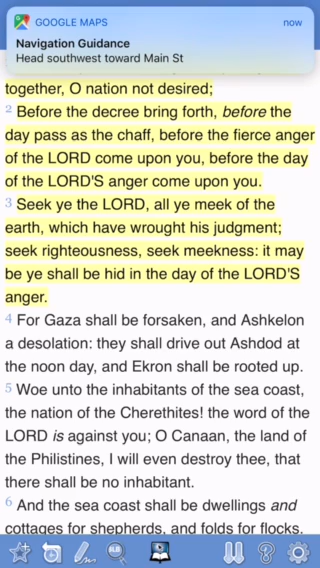 GOOGLE MAPS now
Navigation Guidance
Head southwest toward Main St
together, O nation not desired;
2 Before the decree bring forth, before the
day pass as the chaff, before the fierce anger
of the LORD come upon you, before the day
of the LORD'S anger come upon you.
3 Seek ye the LORD, all ye meek of the
earth, which have wrought his judgment;
seek righteousness, seek meekness: it may
be ye shall be hid in the day of the LORD'S
anger.
4 For Gaza shall be forsaken, and Ashkelon
a desolation: they shall drive out Ashdod at
the noon day, and Ekron shall be rooted up.
5 Woe unto the inhabitants of the sea coast,
the nation of the Cherethites! the word of the
LORD is against you; O Canaan, the land of
the Philistines, I will even destroy thee, that
there shall be no inhabitant.
6 And the sea coast shall be dwellings and
cottages for shepherds, and folds for flocks.